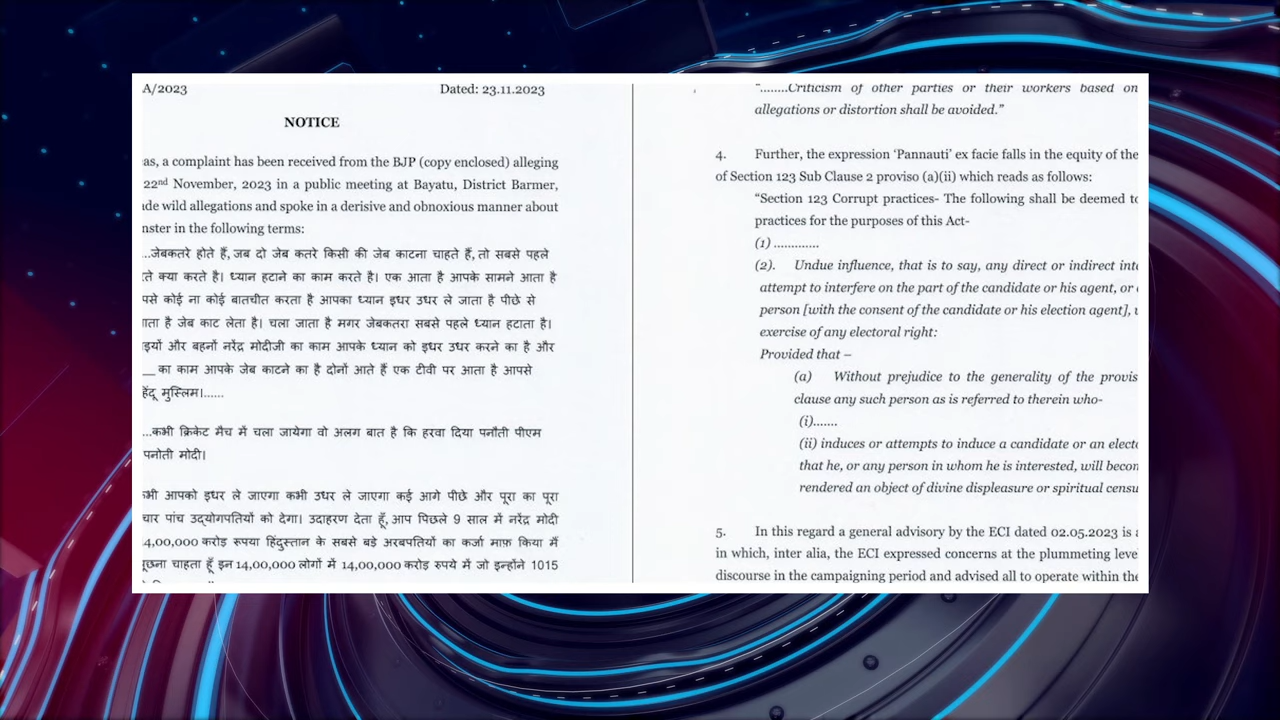 A/2023 Dated: 23.11.2023
NOTICE
as, a complaint has been received from the BJP (copy enclosed) alleging
22nd November, 2023 in a public meeting at Bayatu, District Barmer,
de wild allegations and spoke in a derisive and obnoxious manner about
nster in the following terms:
...जेबकतरे होते हैं, जब दो जेब कतरे किसी की जेब काटना चाहते हैं, तो सबसे पहले
ते क्या करते है। ध्यान हटाने का काम करते है। एक आता है आपके सामने आता है
पसे कोई ना कोई बातचीत करता है आपका ध्यान इधर उधर ले जाता है पीछे से
ाता है जेब काट लेता है। चला जाता है मगर जेबकतरा सबसे पहले ध्यान हटाता है।
इयों और बहनों नरेंद्र मोदीजी का काम आपके ध्यान को इधर उधर करने का है और
__ का काम आपके जेब काटने का है दोनों आते हैं एक टीवी पर आता है आपसे
हिंदू मुस्लिम।......
...कभी क्रिकेट मैच में चला जायेगा वो अलग बात है कि हरवा दिया पनौती पीएम
पनोती मोदी।
भी आपको इधर ले जाएगा कभी उधर ले जाएगा कई आगे पीछे और पूरा का पूरा
चार पांच उद्योगपतियों को देगा। उदाहरण देता हूँ, आप पिछले 9 साल में नरेंद्र मोदी
4,00,000 करोड़ रूपया हिंदुस्तान के सबसे बड़े अरबपतियों का कर्जा माफ़ किया मैं
पूछना चाहता हूँ इन 14,00,000 लोगों में 14,00,000 करोड़ रुपये में जो इन्होंने 1015
"........Criticism of other parties or their workers based on
allegations or distortion shall be avoided."
4. Further, the expression 'Pannauti' ex facie falls in the equity of the
of Section 123 Sub Clause 2 proviso (a)(ii) which reads as follows:
"Section 123 Corrupt practices- The following shall be deemed to
practices for the purposes of this Act-
(1) .............
(2). Undue influence, that is to say, any direct or indirect inte
attempt to interfere on the part of the candidate or his agent, or
person [with the consent of the candidate or his election agent],
exercise of any electoral right:
Provided that –
(a) Without prejudice to the generality of the provis
clause any such person as is referred to therein who-
(i).......
(ii) induces or attempts to induce a candidate or an elect
that he, or any person in whom he is interested, will becom
rendered an object of divine displeasure or spiritual censu
5. In this regard a general advisory by the ECI dated 02.05.2023 is
in which, inter alia, the ECI expressed concerns at the plummeting leve
discourse in the campaigning period and advised all to operate within the